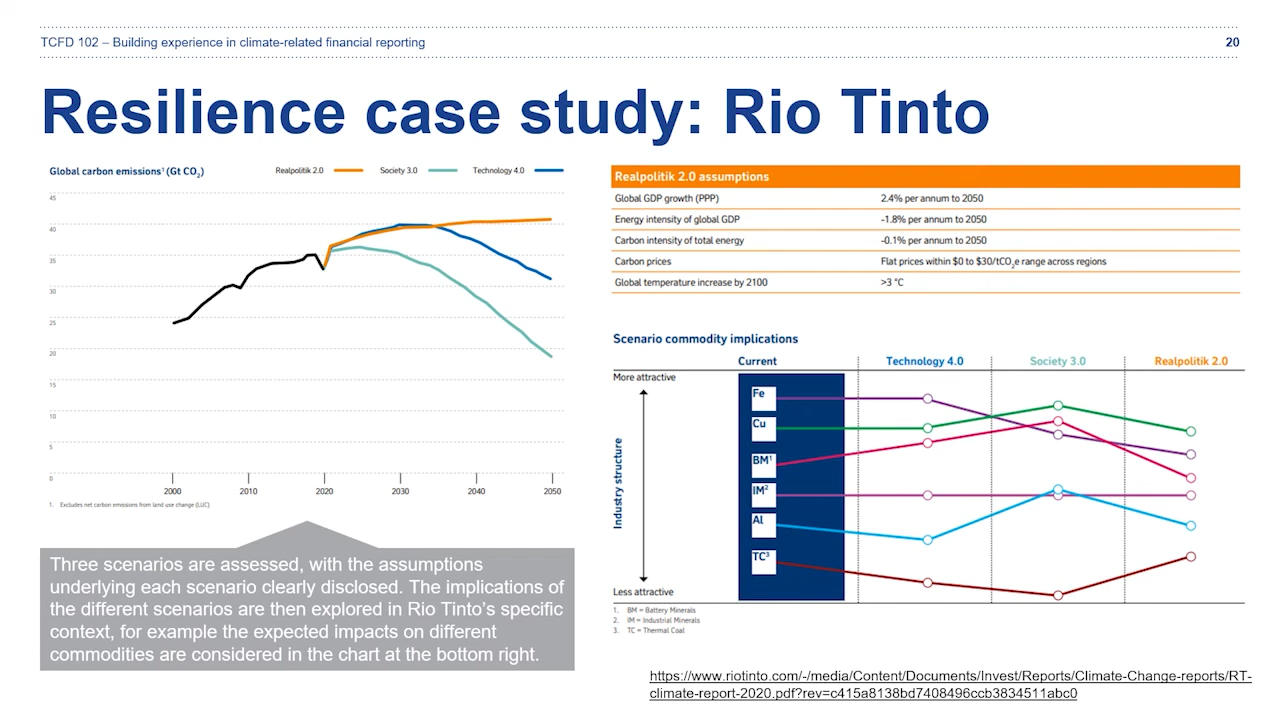 TCFD 102 – Building experience in climate-related financial reporting
20
Resilience case study: Rio Tinto
Global carbon emissions¹ (Gt CO₂)
Realpolitik 2.0
Society 3.0
Technology 4.0
45
40
35
30
25
20
15
10
5
0
2000
2010
2020
2030
2040
2050
1. Excludes net carbon emissions from land use change (LUC)
Three scenarios are assessed, with the assumptions
underlying each scenario clearly disclosed. The implications of
the different scenarios are then explored in Rio Tinto's specific
context, for example the expected impacts on different
commodities are considered in the chart at the bottom right.
Realpolitik 2.0 assumptions
Global GDP growth (PPP) 2.4% per annum to 2050
Energy intensity of global GDP -1.8% per annum to 2050
Carbon intensity of total energy -0.1% per annum to 2050
Carbon prices Flat prices within $0 to $30/tCO₂e range across regions
Global temperature increase by 2100 >3 °C
Scenario commodity implications
Current
Technology 4.0
Society 3.0
Realpolitik 2.0
More attractive
Industry structure
Less attractive
Fe
Cu
BM¹
IM²
Al
TC³
1. BM = Battery Minerals
2. IM = Industrial Minerals
3. TC = Thermal Coal
https://www.riotinto.com/-/media/Content/Documents/Invest/Reports/Climate-Change-reports/RT-
climate-report-2020.pdf?rev=c415a8138bd7408496ccb3834511abc0